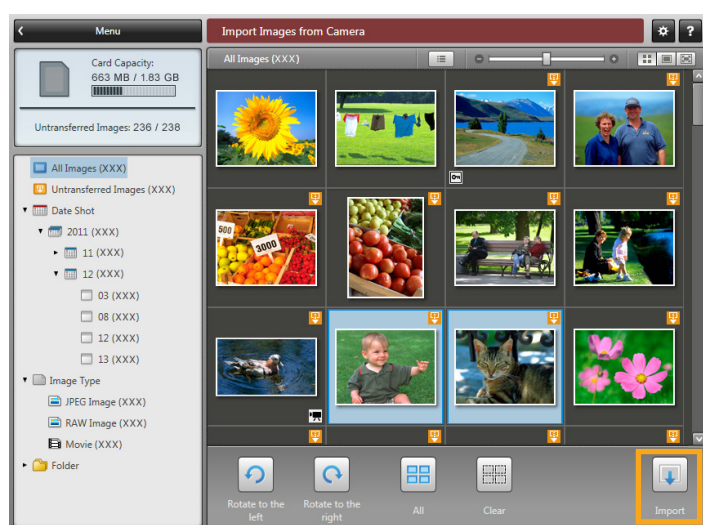 Menu
Import Images from Camera
?
Card Capacity:
663 MB / 1.83 GB
Untransferred Images: 236 / 238
All Images (XXX)
All Images (XXX)
Untransferred Images (XXX)
Date Shot
2011 (XXX)
11 (XXX)
12 (XXX)
03 (XXX)
08 (XXX)
12 (XXX)
13 (XXX)
Image Type
JPEG Image (XXX)
RAW Image (XXX)
Movie (XXX)
Folder
500
3000
Rotate to the
left
Rotate to the
right
All
Clear
Import